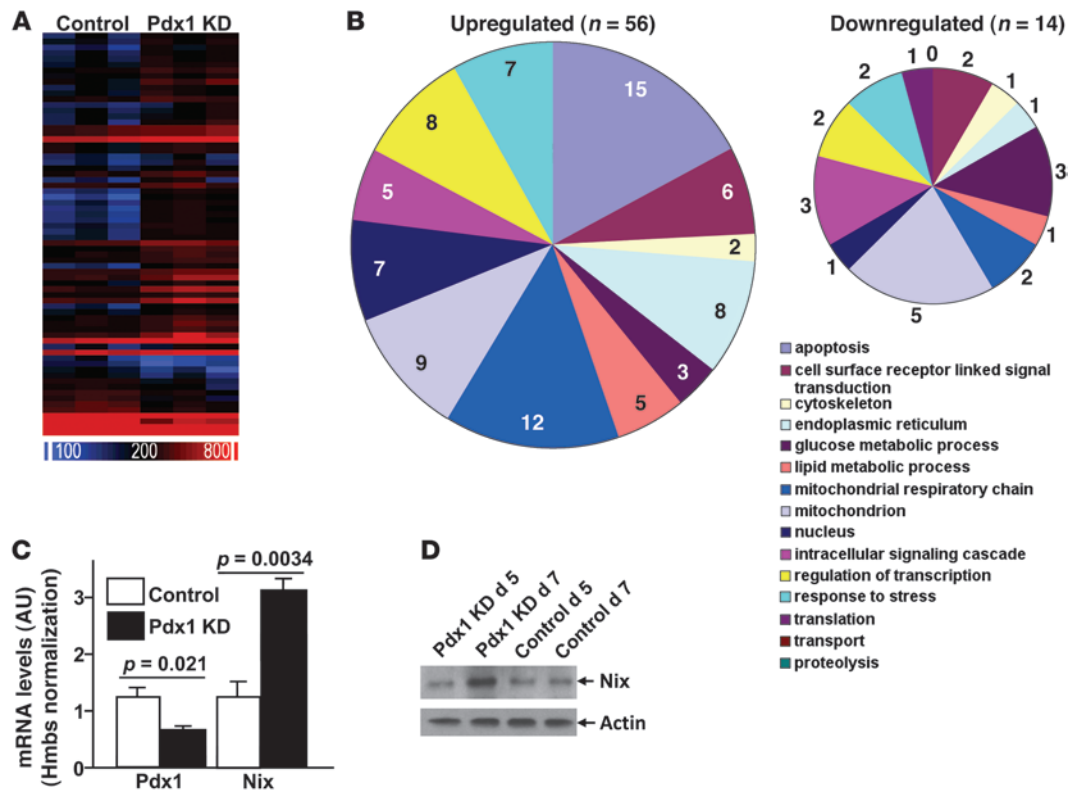 A
Control Pdx1 KD
100 200 800
B
Upregulated (n = 56)
15
6
2
8
3
5
12
9
7
5
8
7
Downregulated (n = 14)
0
2
1
1
3
1
2
5
1
3
2
2
1
apoptosis
cell surface receptor linked signal
transduction
cytoskeleton
endoplasmic reticulum
glucose metabolic process
lipid metabolic process
mitochondrial respiratory chain
mitochondrion
nucleus
intracellular signaling cascade
regulation of transcription
response to stress
translation
transport
proteolysis
C
mRNA levels (AU)
(Hmbs normalization)
3
2
1
0
Control
Pdx1 KD
p = 0.021
p = 0.0034
Pdx1 Nix
D
Pdx1 KD d 5
Pdx1 KD d 7
Control d 5
Control d 7
Nix
Actin